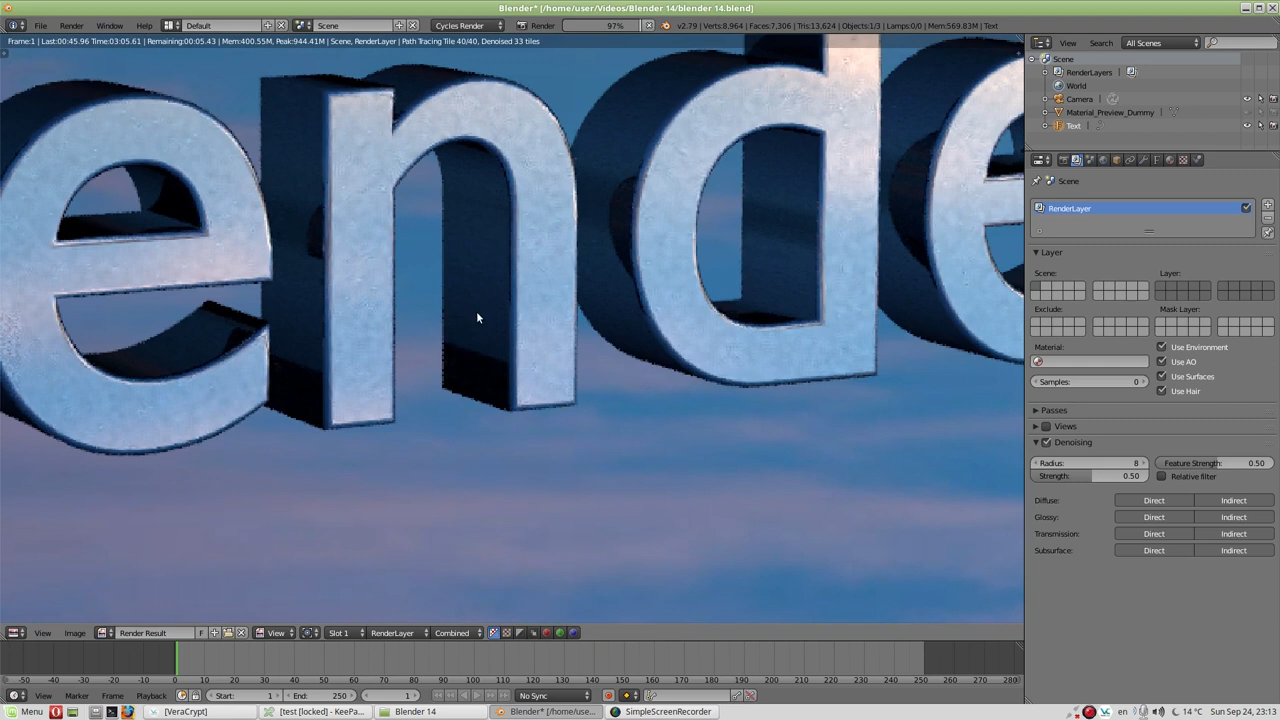 Blender* [/home/user/Videos/Blender 14/blender 14.blend]
File Render Window Help Default Scene Cycles Render Render 97% v2.79 | Verts:8,964 | Faces:7,306 | Tris:13,624 | Objects:1/3 | Lamps:0/0 | Mem:569.83M | Text
Frame:1 | Last:00:45.96 Time:03:05.61 | Remaining:00:05.43 | Mem:400.55M, Peak:944.41M | Scene, RenderLayer | Path Tracing Tile 40/40, Denoised 33 tiles
View Search All Scenes
Scene
RenderLayers
World
Camera
Material_Preview_Dummy
Text
ende
Scene
RenderLayer
Layer
Scene: Layer:
Exclude: Mask Layer:
Material: Use Environment
Use AO
Samples: 0 Use Surfaces
Use Hair
Passes
Views
Denoising
Radius: 8 Feature Strength: 0.50
Strength: 0.50 Relative filter
Diffuse: Direct Indirect
Glossy: Direct Indirect
Transmission: Direct Indirect
Subsurface: Direct Indirect
View Image Render Result F View Slot 1 RenderLayer Combined
-50 -40 -30 -20 -10 0 10 20 30 40 50 60 70 80 90 100 110 120 130 140 150 160 170 180 190 200 210 220 230 240 250 260 270 280
View Marker Frame Playback Start: 1 End: 250 1 No Sync
Menu [VeraCrypt] [test [locked] - KeePa... Blender 14 Blender* [/home/use... SimpleScreenRecorder en 14 °C Sun Sep 24, 23:13